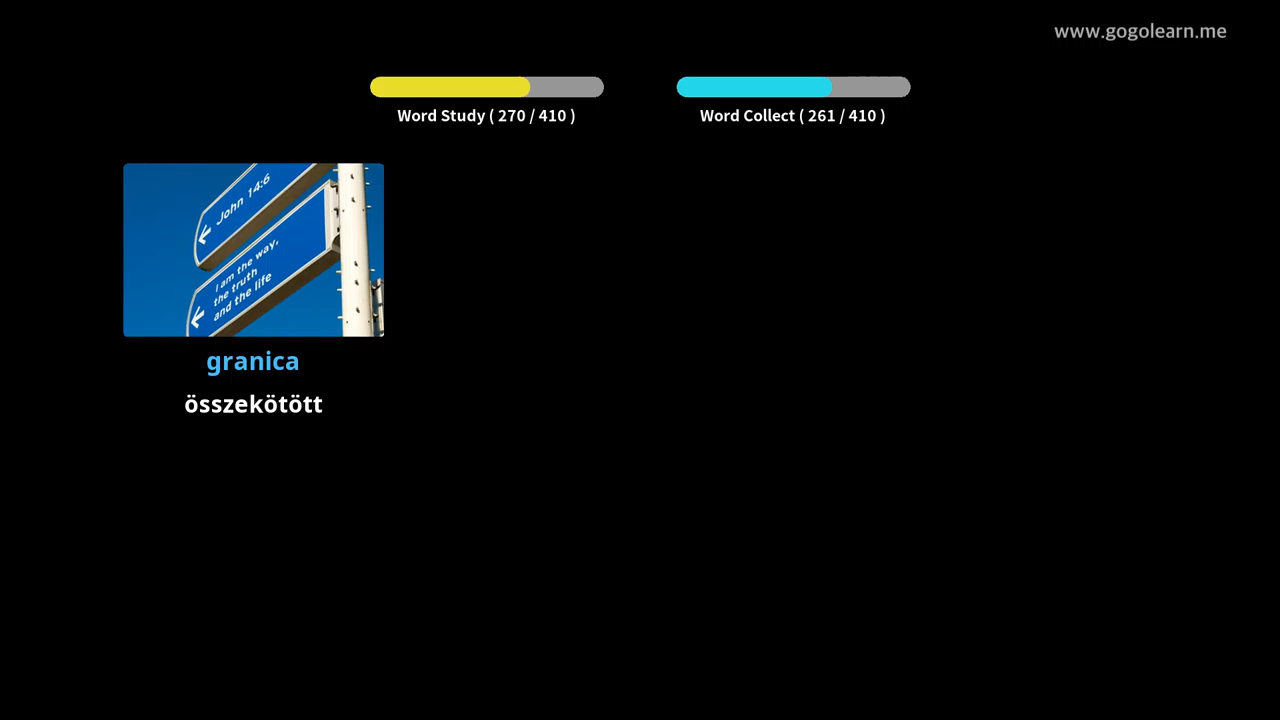 www.gogolearn.me
Word Study ( 270 / 410 )
Word Collect ( 261 / 410 )
John 14:6
I am the way,
the truth
and the life
granica
összekötött